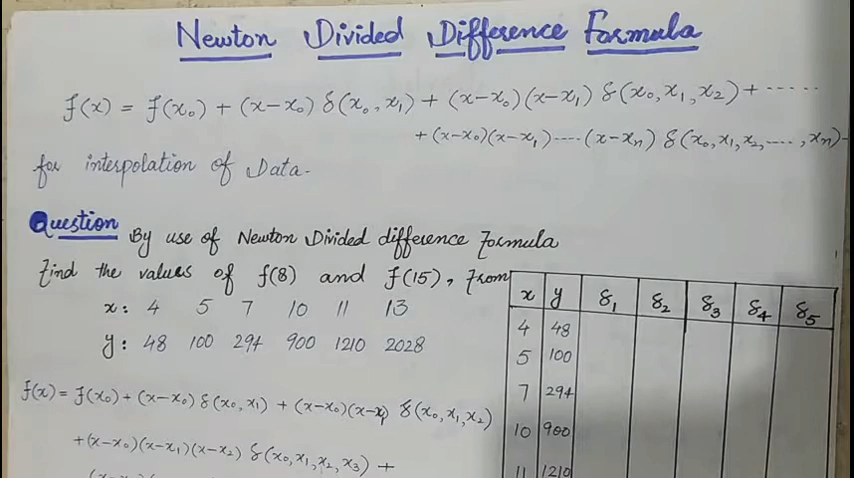 Newton Divided Difference Formula
f(x) = f(x₀) + (x-x₀) δ(x₀,x₁) + (x-x₀)(x-x₁) δ(x₀,x₁,x₂) + ·····
+ (x-x₀)(x-x₁)----(x-xₙ) δ(x₀,x₁,x₂,----,xₙ)-
for interpolation of Data-
Question By use of Newton Divided difference Formula
Find the values of f(8) and f(15), From
x: 4 5 7 10 11 13
y: 48 100 294 900 1210 2028
x y δ₁ δ₂ δ₃ δ₄ δ₅
4 48
5 100
7 294
10 900
11 1210
f(x) = f(x₀) + (x-x₀) δ(x₀,x₁) + (x-x₀)(x-x₁) δ(x₀,x₁,x₂)
+(x-x₀)(x-x₁)(x-x₂) δ(x₀,x₁,x₂,x₃) +